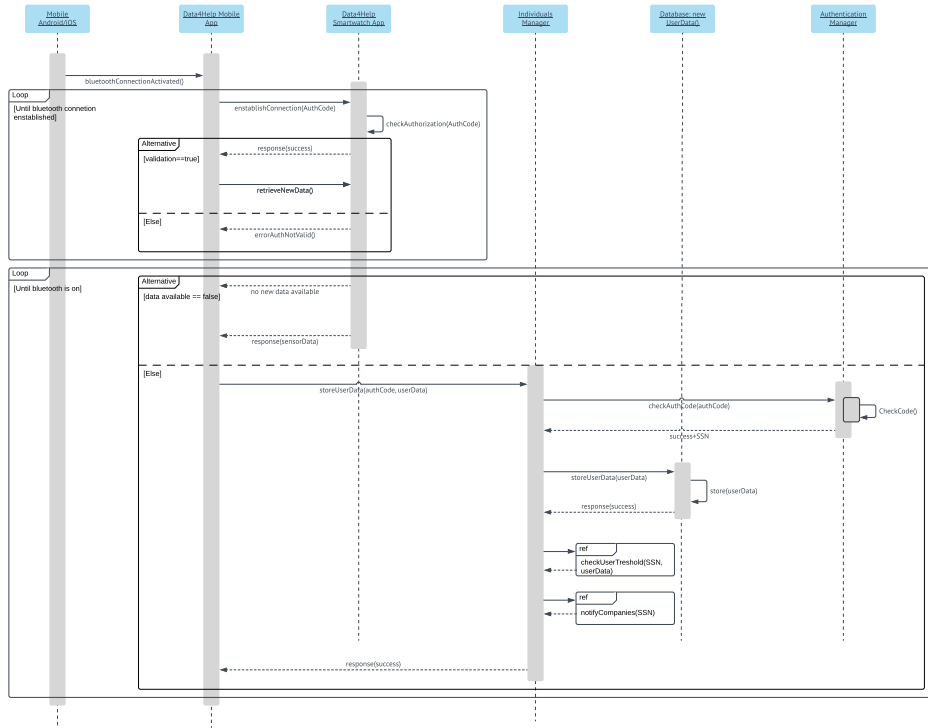 Mobile
Android/iOS
Data4Help Mobile
App
Data4Help
Smartwatch App
Individuals
Manager
Database: new
UserData()
Authentication
Manager
bluetoothConnectionActivated()
Loop
[Until bluetooth connetion
enstablished]
enstablishConnection(AuthCode)
checkAuthorization(AuthCode)
Alternative
response(success)
[validation==true]
retrieveNewData()
[Else]
errorAuthNotValid()
Loop
[Until bluetooth is on]
Alternative
no new data available
[data available == false]
response(sensorData)
[Else]
storeUserData(authCode, userData)
checkAuthCode(authCode)
CheckCode()
success+SSN
storeUserData(userData)
store(userData)
response(success)
ref
checkUserTreshold(SSN,
userData)
ref
notifyCompanies(SSN)
response(success)